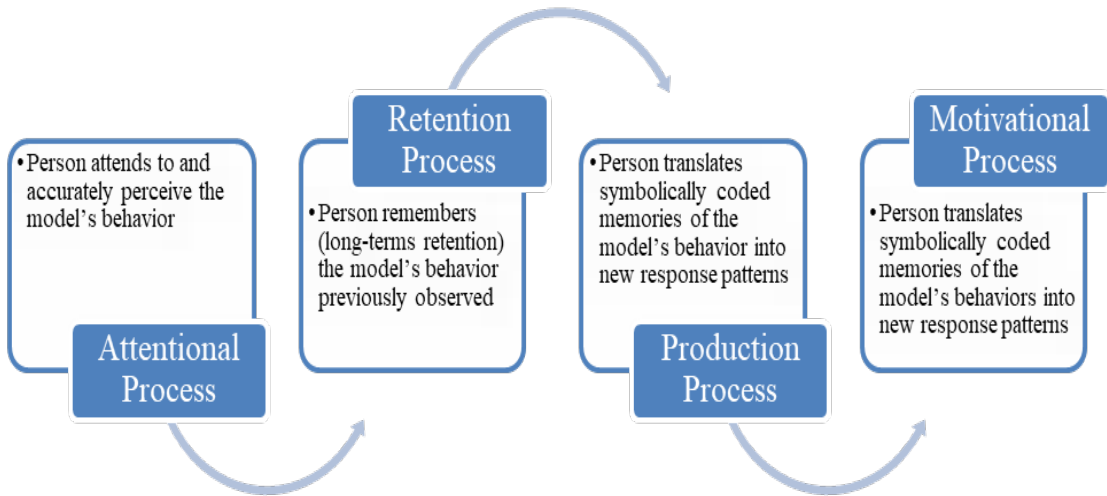 • Person attends to and
accurately perceive the
model's behavior
Attentional
Process
Retention
Process
• Person remembers
(long-terms retention)
the model's behavior
previously observed
• Person translates
symbolically coded
memories of the
model's behavior into
new response patterns
Production
Process
Motivational
Process
• Person translates
symbolically coded
memories of the
model's behaviors into
new response patterns